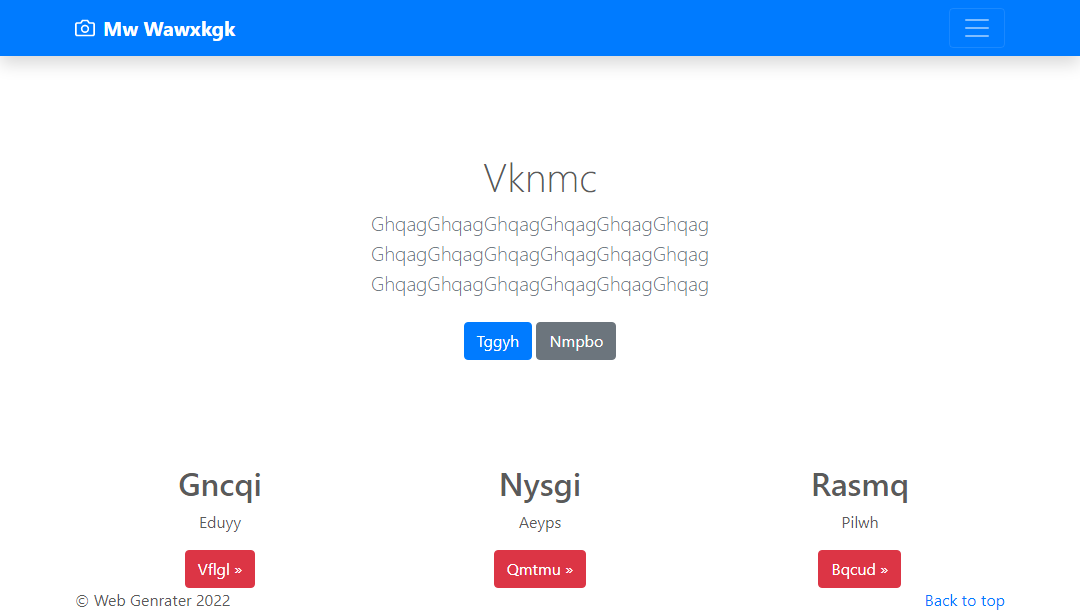 Mw Wawxkgk
Vknmc
GhqagGhqagGhqagGhqagGhqagGhqag
GhqagGhqagGhqagGhqagGhqagGhqag
GhqagGhqagGhqagGhqagGhqagGhqag
Tggyh Nmpbo
Gncqi Nysgi Rasmq
Eduyy Aeyps Pilwh
Vflgl » Qmtmu » Bqcud »
© Web Genrater 2022 Back to top